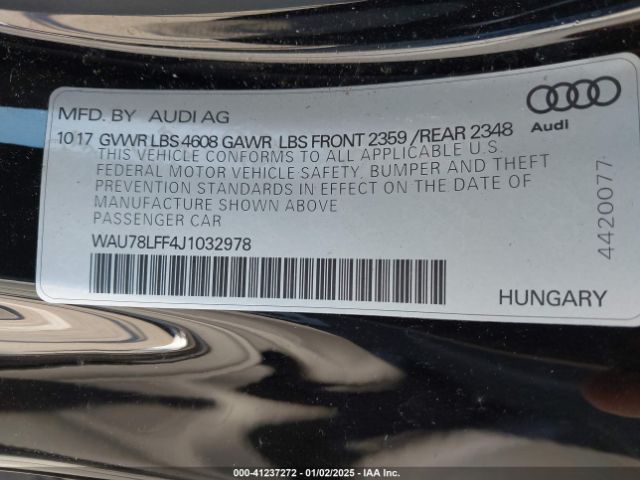 MFD. BY AUDI AG
10 17 GVWR LBS 4608 GAWR LBS FRONT 2359 /REAR 2348
THIS VEHICLE CONFORMS TO ALL APPLICABLE U.S.
FEDERAL MOTOR VEHICLE SAFETY, BUMPER AND THEFT
PREVENTION STANDARDS IN EFFECT ON THE DATE OF
MANUFACTURE SHOWN ABOVE
PASSENGER CAR
WAU78LFF4J1032978
HUNGARY
Audi
4420077
000-41237272 - 01/02/2025 - IAA Inc.